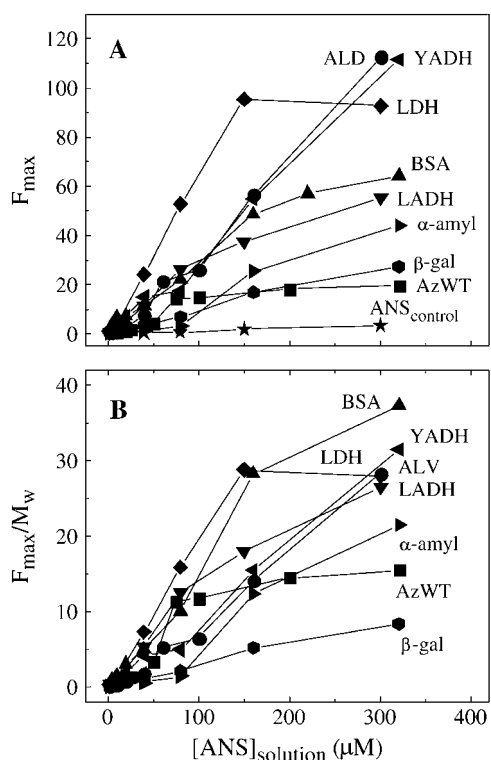 120
A
ALD
YADH
100
LDH
80
BSA
60
LADH
α-amyl
40
β-gal
20
AzWT
ANScontrol
0
Fmax
B
BSA
40
YADH
LDH
ALV
30
LADH
α-amyl
20
AzWT
10
β-gal
0
Fmax/Mw
0 100 200 300 400
[ANS]solution (μM)